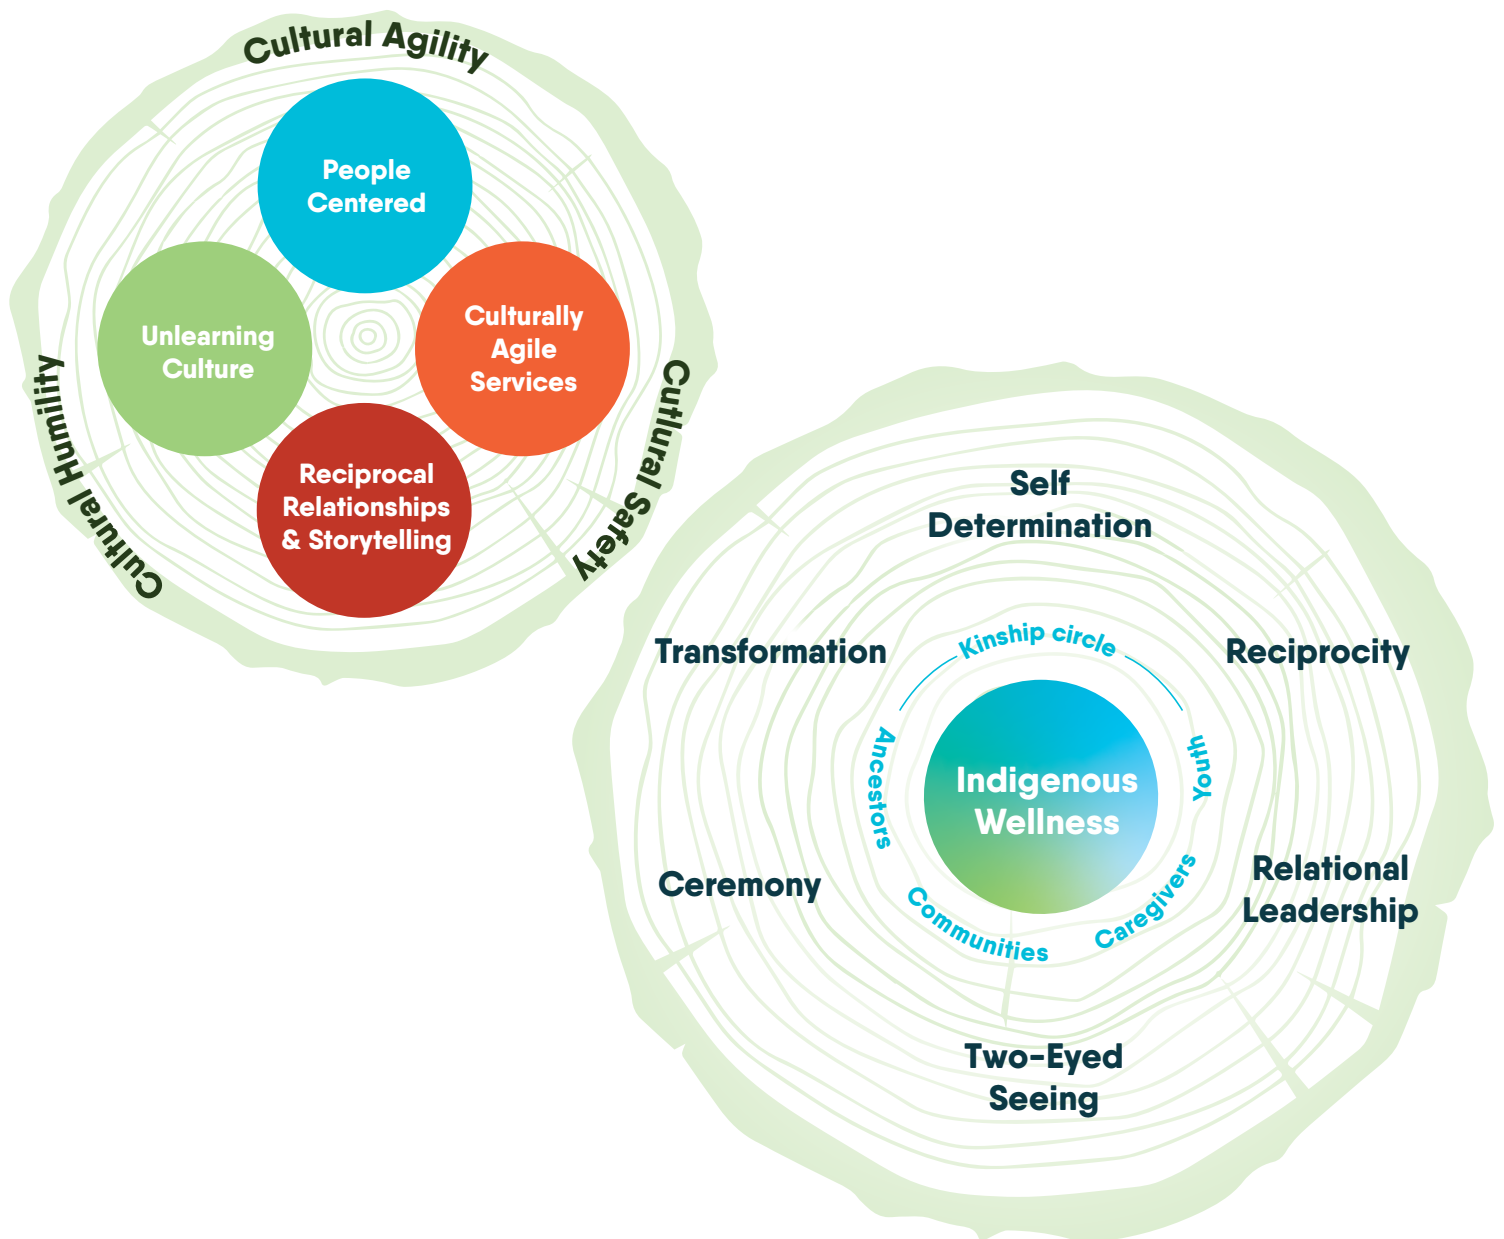 Cultural Agility
People
Centered
Unlearning
Culture
Culturally
Agile
Services
Reciprocal
Relationships
& Storytelling
Cultural Humility
Cutlural Safety
Self
Determination
Transformation
Reciprocity
Kinship circle
Ancestors
Youth
Indigenous
Wellness
Ceremony
Relational
Leadership
Communities
Caregivers
Two-Eyed
Seeing